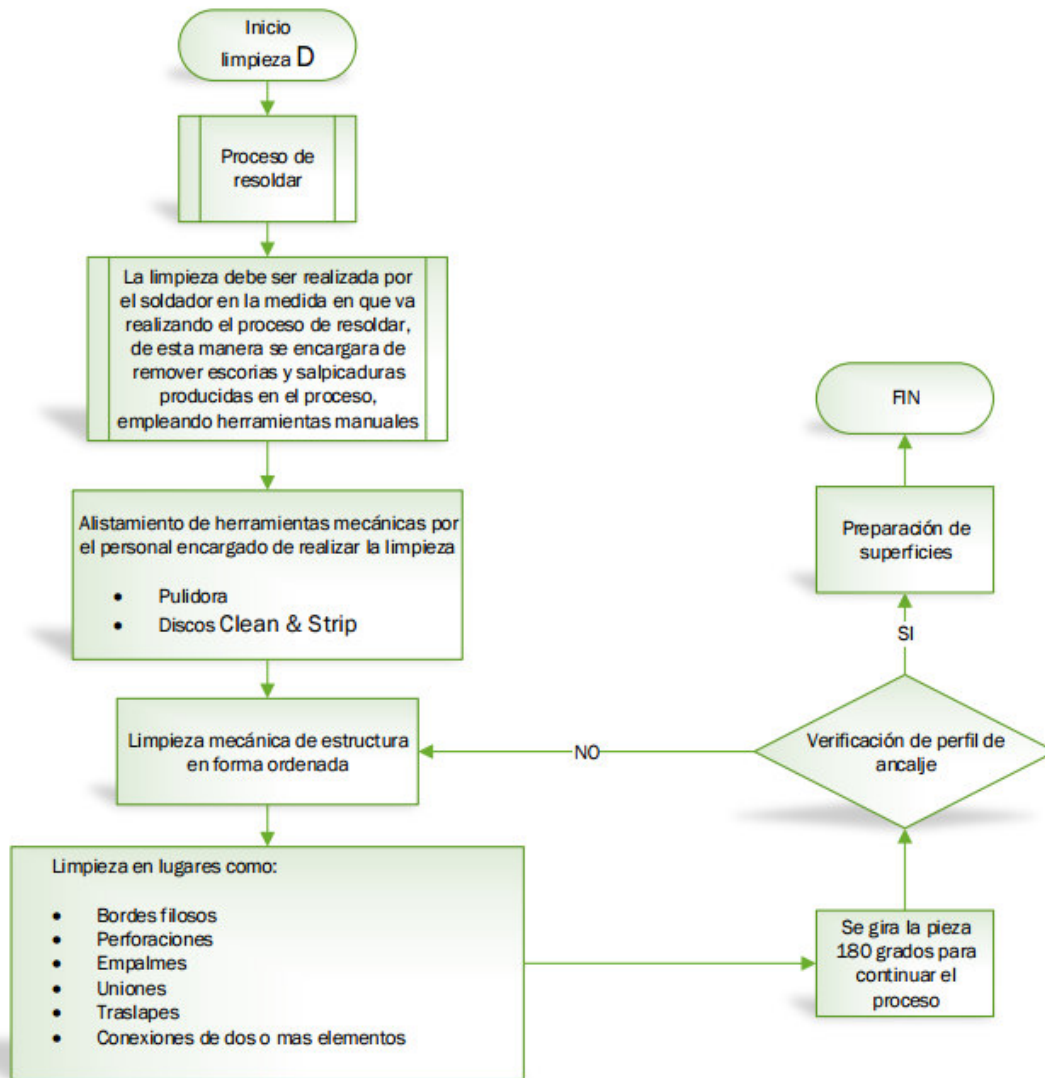 Inicio
limpieza D
Proceso de
resoldar
La limpieza debe ser realizada por
el soldador en la medida en que va
realizando el proceso de resoldar,
de esta manera se encargara de
remover escorias y salpicaduras
producidas en el proceso,
empleando herramientas manuales
Alistamiento de herramientas mecánicas por
el personal encargado de realizar la limpieza
• Pulidora
• Discos Clean & Strip
Limpieza mecánica de estructura
en forma ordenada
Limpieza en lugares como:
• Bordes filosos
• Perforaciones
• Empalmes
• Uniones
• Traslapes
• Conexiones de dos o mas elementos
Se gira la pieza
180 grados para
continuar el
proceso
Verificación de perfil de
ancalje
NO
SI
Preparación de
superficies
FIN